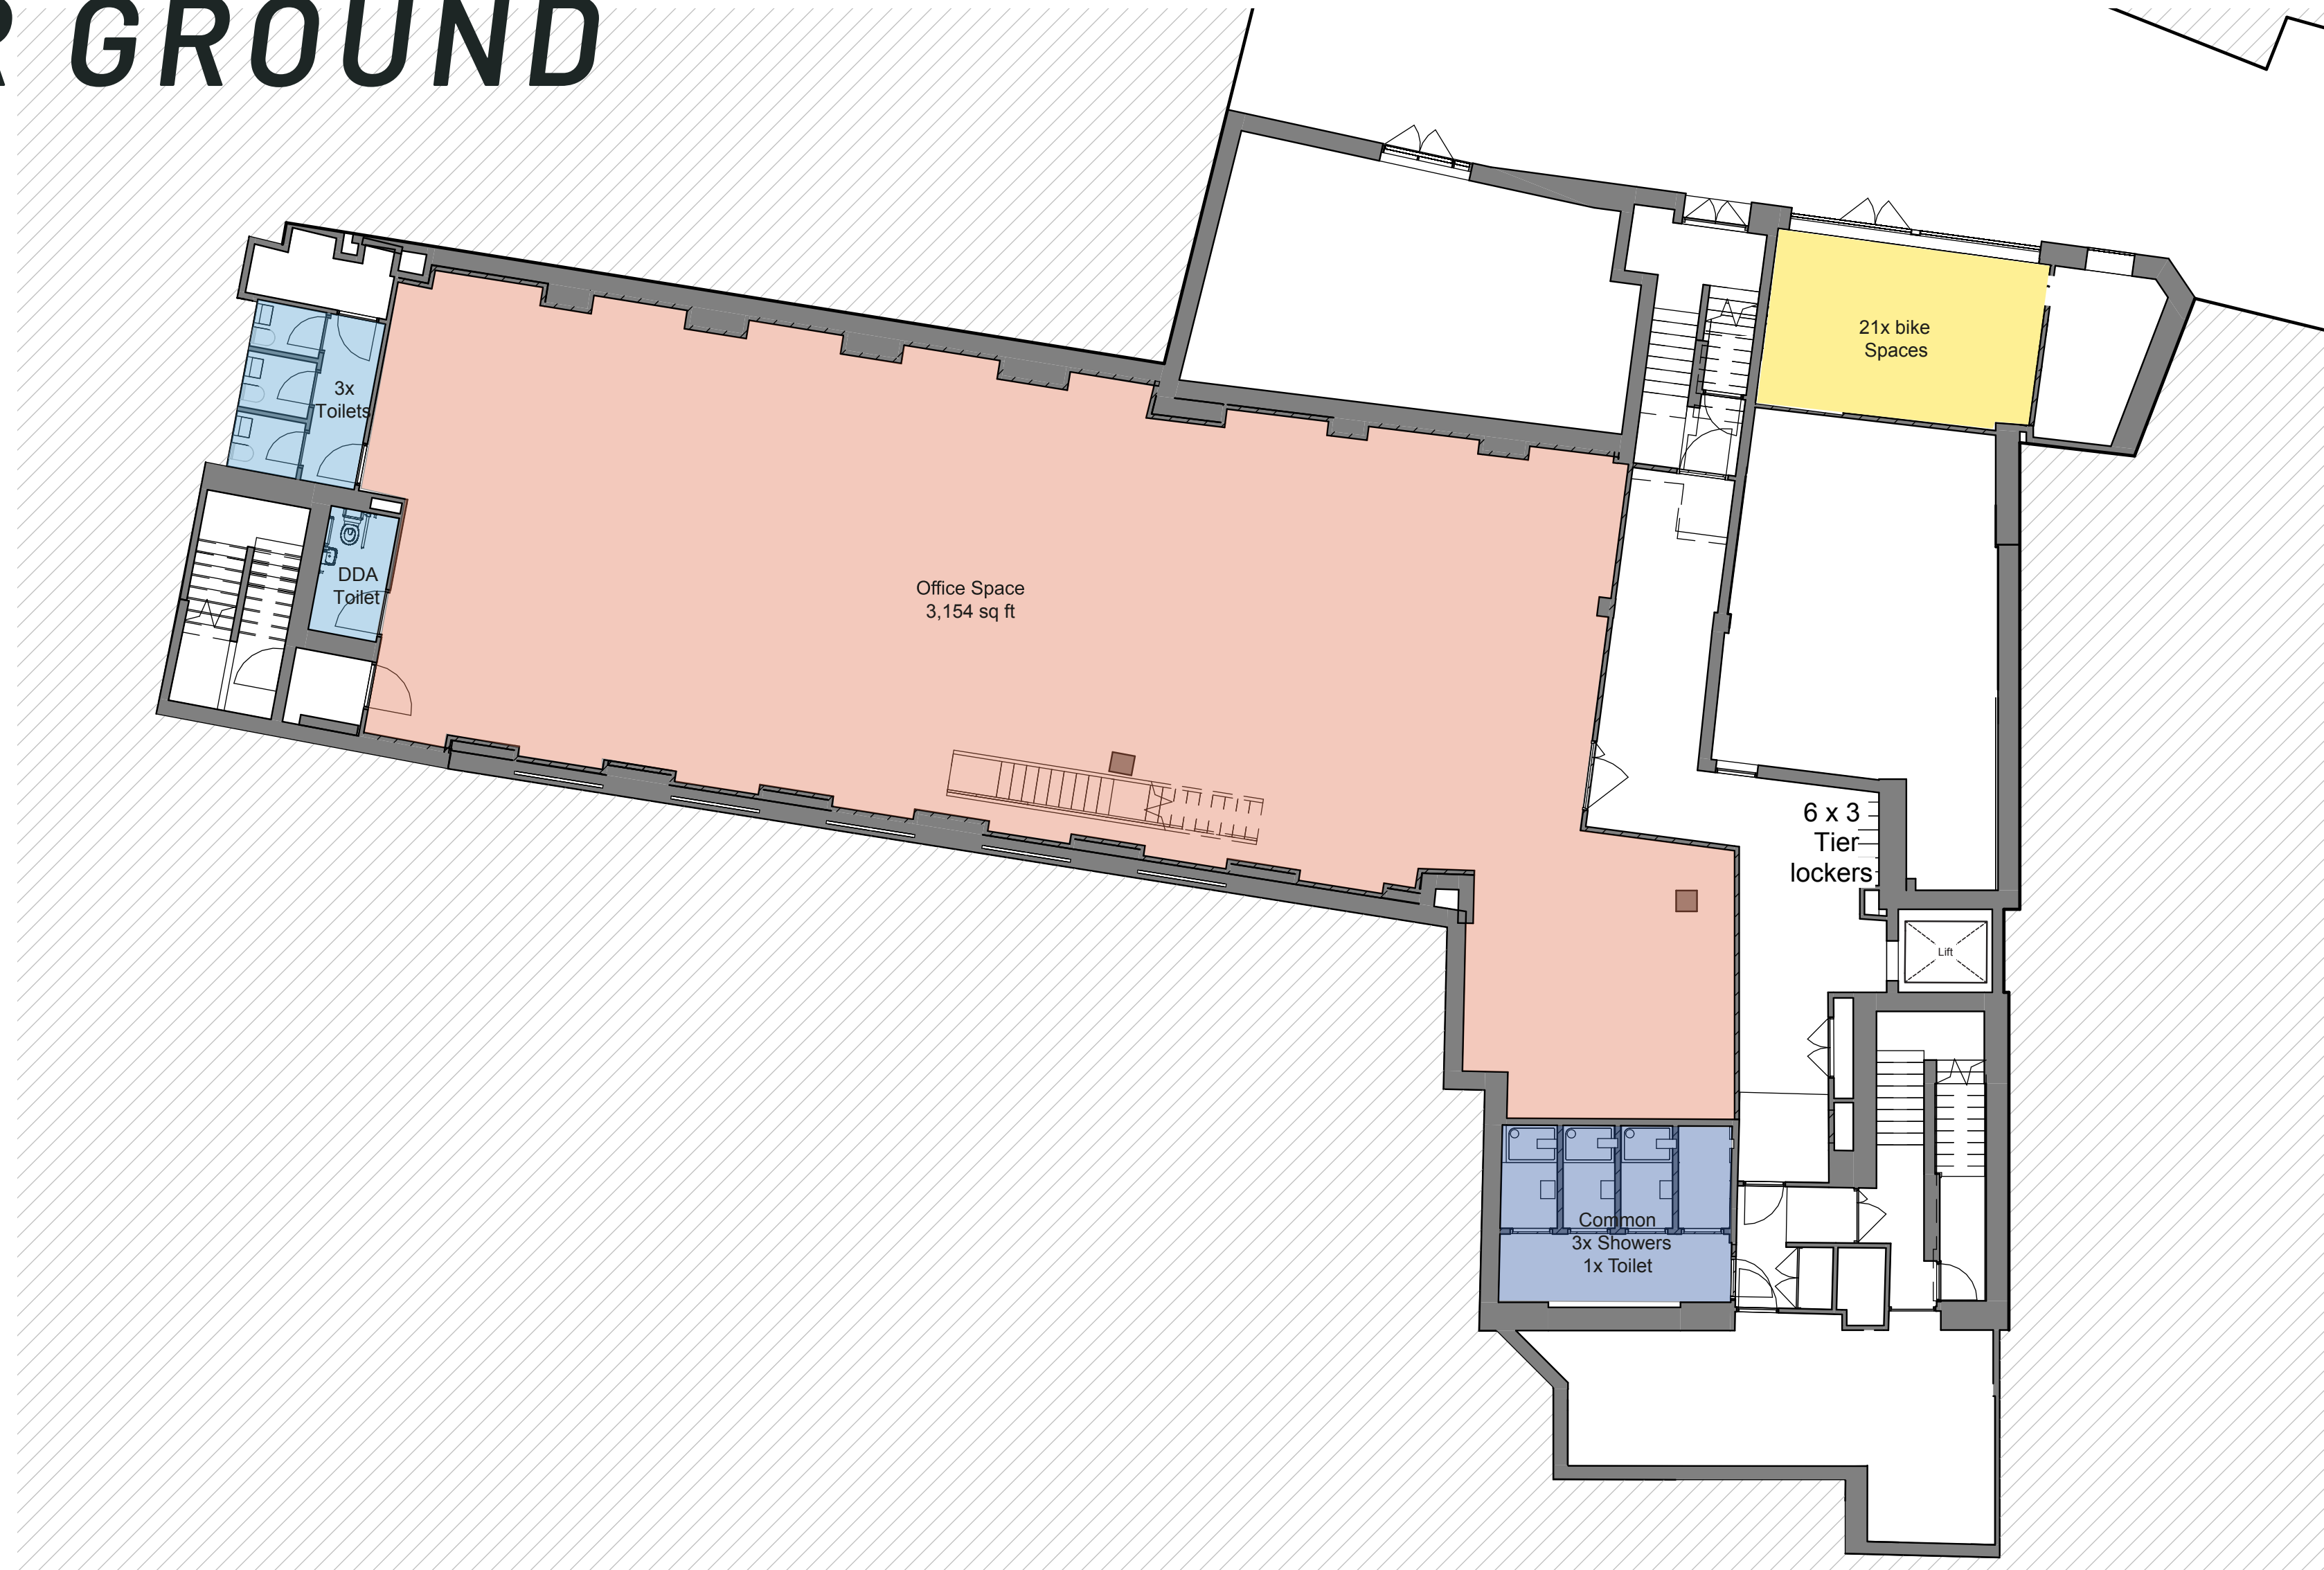 R GROUND
21x bike
Spaces
3x
Toilets
DDA
Toilet
Office Space
3,154 sq ft
6 x 3
Tier
lockers
Lift
Common
3x Showers
1x Toilet